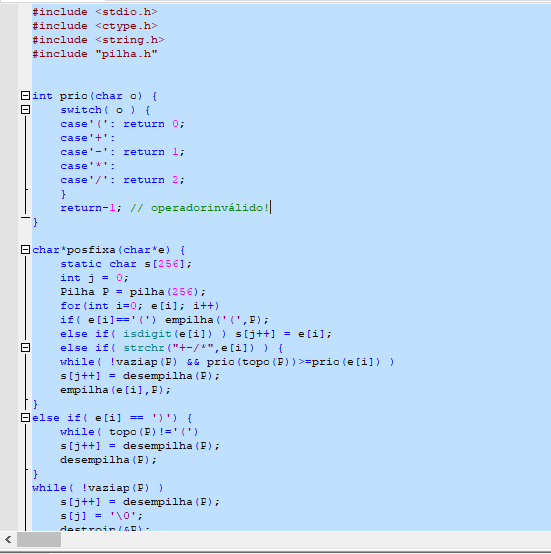 #include <stdio.h>
#include <ctype.h>
#include <string.h>
#include "pilha.h"
int prio(char o) {
switch( o ) {
case'(': return 0;
case'+':
case'-': return 1;
case'*':
case'/': return 2;
}
return-1; // operadorinválido!
}
char*posfixa(char*e) {
static char s[256];
int j = 0;
Pilha P = pilha(256);
for(int i=0; e[i]; i++)
if( e[i]=='(') empilha('(',P);
else if( isdigit(e[i]) ) s[j++] = e[i];
else if( strchr("+-/*",e[i]) ) {
while( !vaziap(P) && prio(topo(P))>=prio(e[i]) )
s[j++] = desempilha(P);
empilha(e[i],P);
}
else if( e[i] == ')') {
while( topo(P)!='(')
s[j++] = desempilha(P);
desempilha(P);
}
while( !vaziap(P) )
s[j++] = desempilha(P);
s[j] = '\0';
destroip(&P);